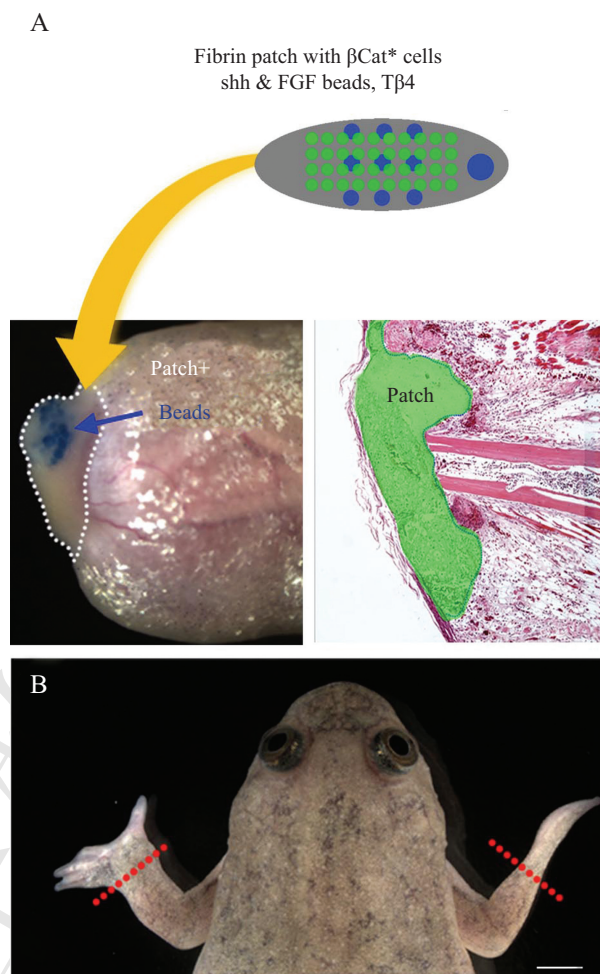 A
Fibrin patch with βCat* cells
shh & FGF beads, Tβ4
Patch+
Beads
Patch
B